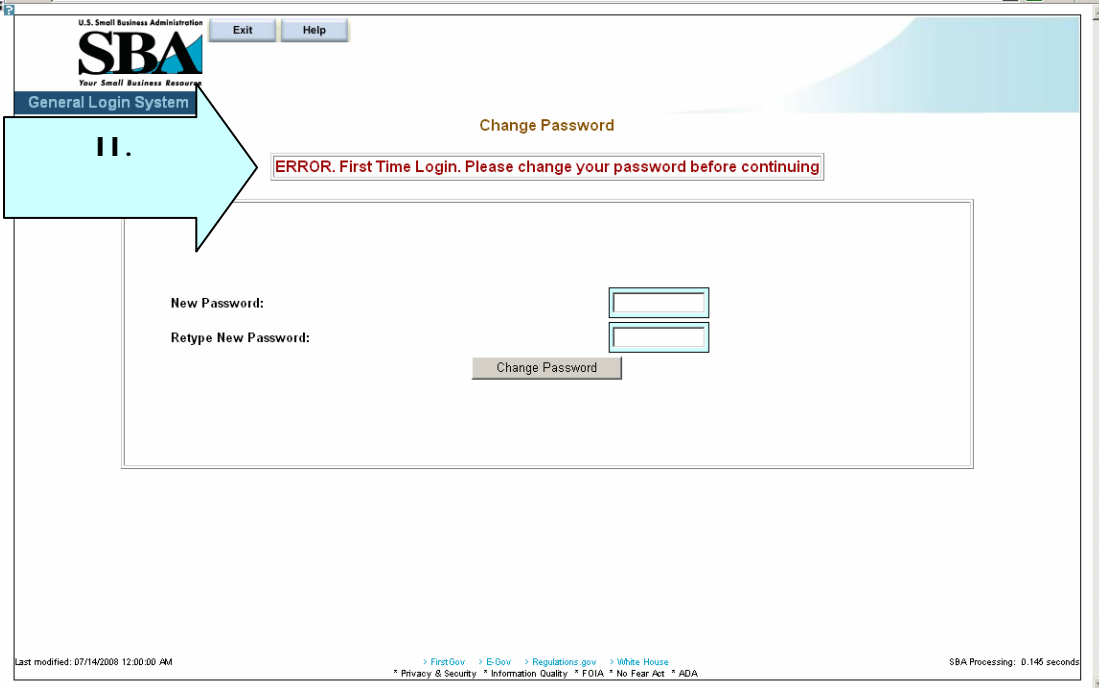 U.S. Small Business Administration
SBA
Your Small Business Resource
Exit
Help
General Login System
Change Password
II.
ERROR. First Time Login. Please change your password before continuing
New Password:
Retype New Password:
Change Password
Last modified: 07/14/2008 12:00:00 AM
> FirstGov > E-Gov > Regulations.gov > White House
* Privacy & Security * Information Quality * FOIA * No Fear Act * ADA
SBA Processing: 0.145 seconds